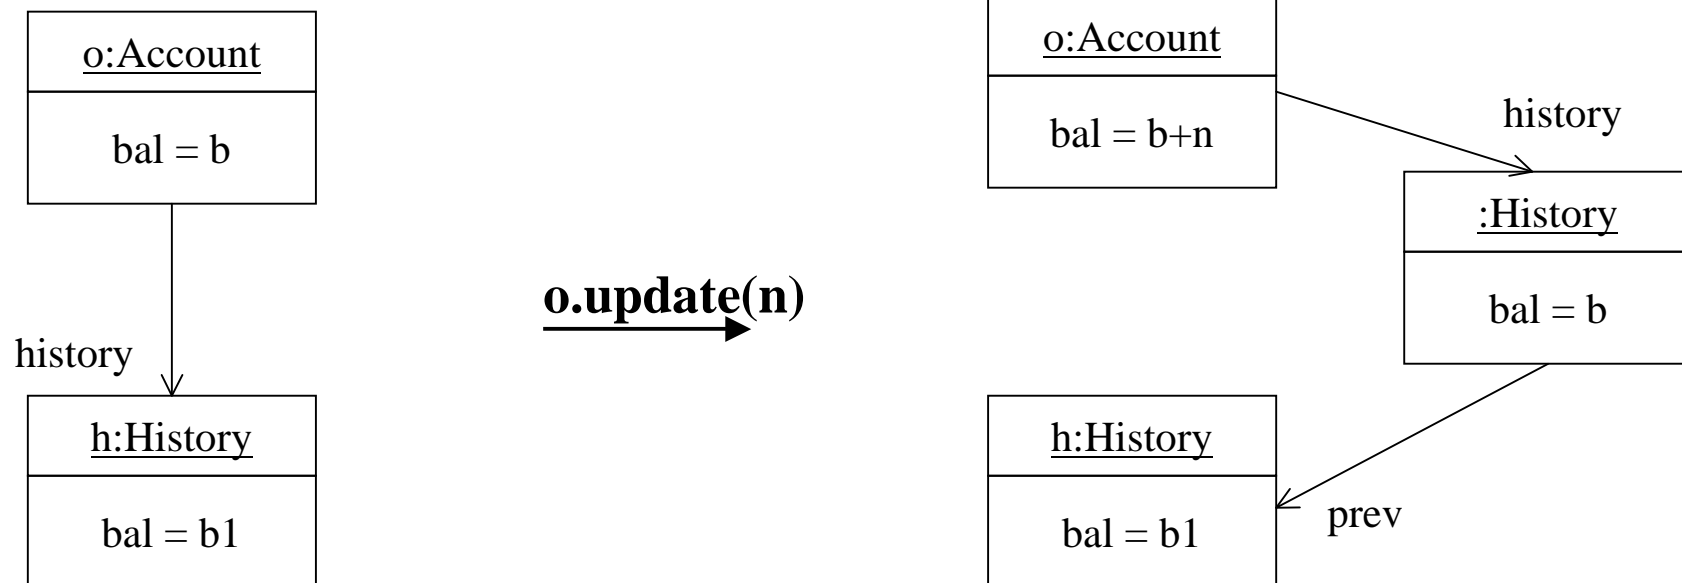 o:Account
bal = b
history
h:History
bal = b1
o.update(n)
o:Account
bal = b+n
history
:History
bal = b
h:History
bal = b1
prev